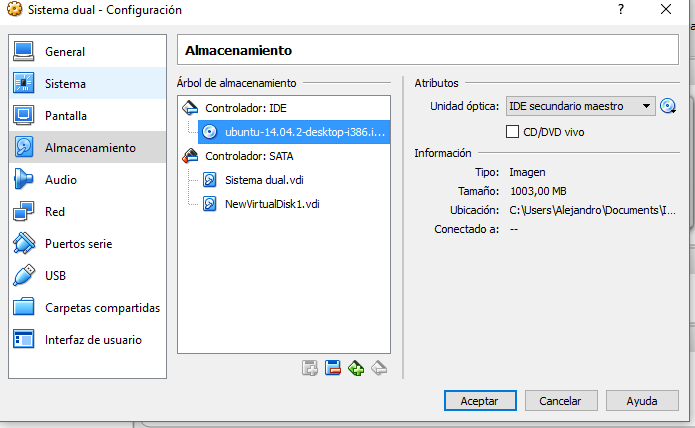 Sistema dual - Configuración
? ×
General
Sistema
Pantalla
Almacenamiento
Audio
Red
Puertos serie
USB
Carpetas compartidas
Interfaz de usuario
Almacenamiento
Árbol de almacenamiento
Controlador: IDE
ubuntu-14.04.2-desktop-i386.i...
Controlador: SATA
Sistema dual.vdi
NewVirtualDisk1.vdi
Atributos
Unidad óptica: IDE secundario maestro
CD/DVD vivo
Información
Tipo: Imagen
Tamaño: 1003,00 MB
Ubicación: C:\Users\Alejandro\Documents\I...
Conectado a: --
Aceptar Cancelar Ayuda